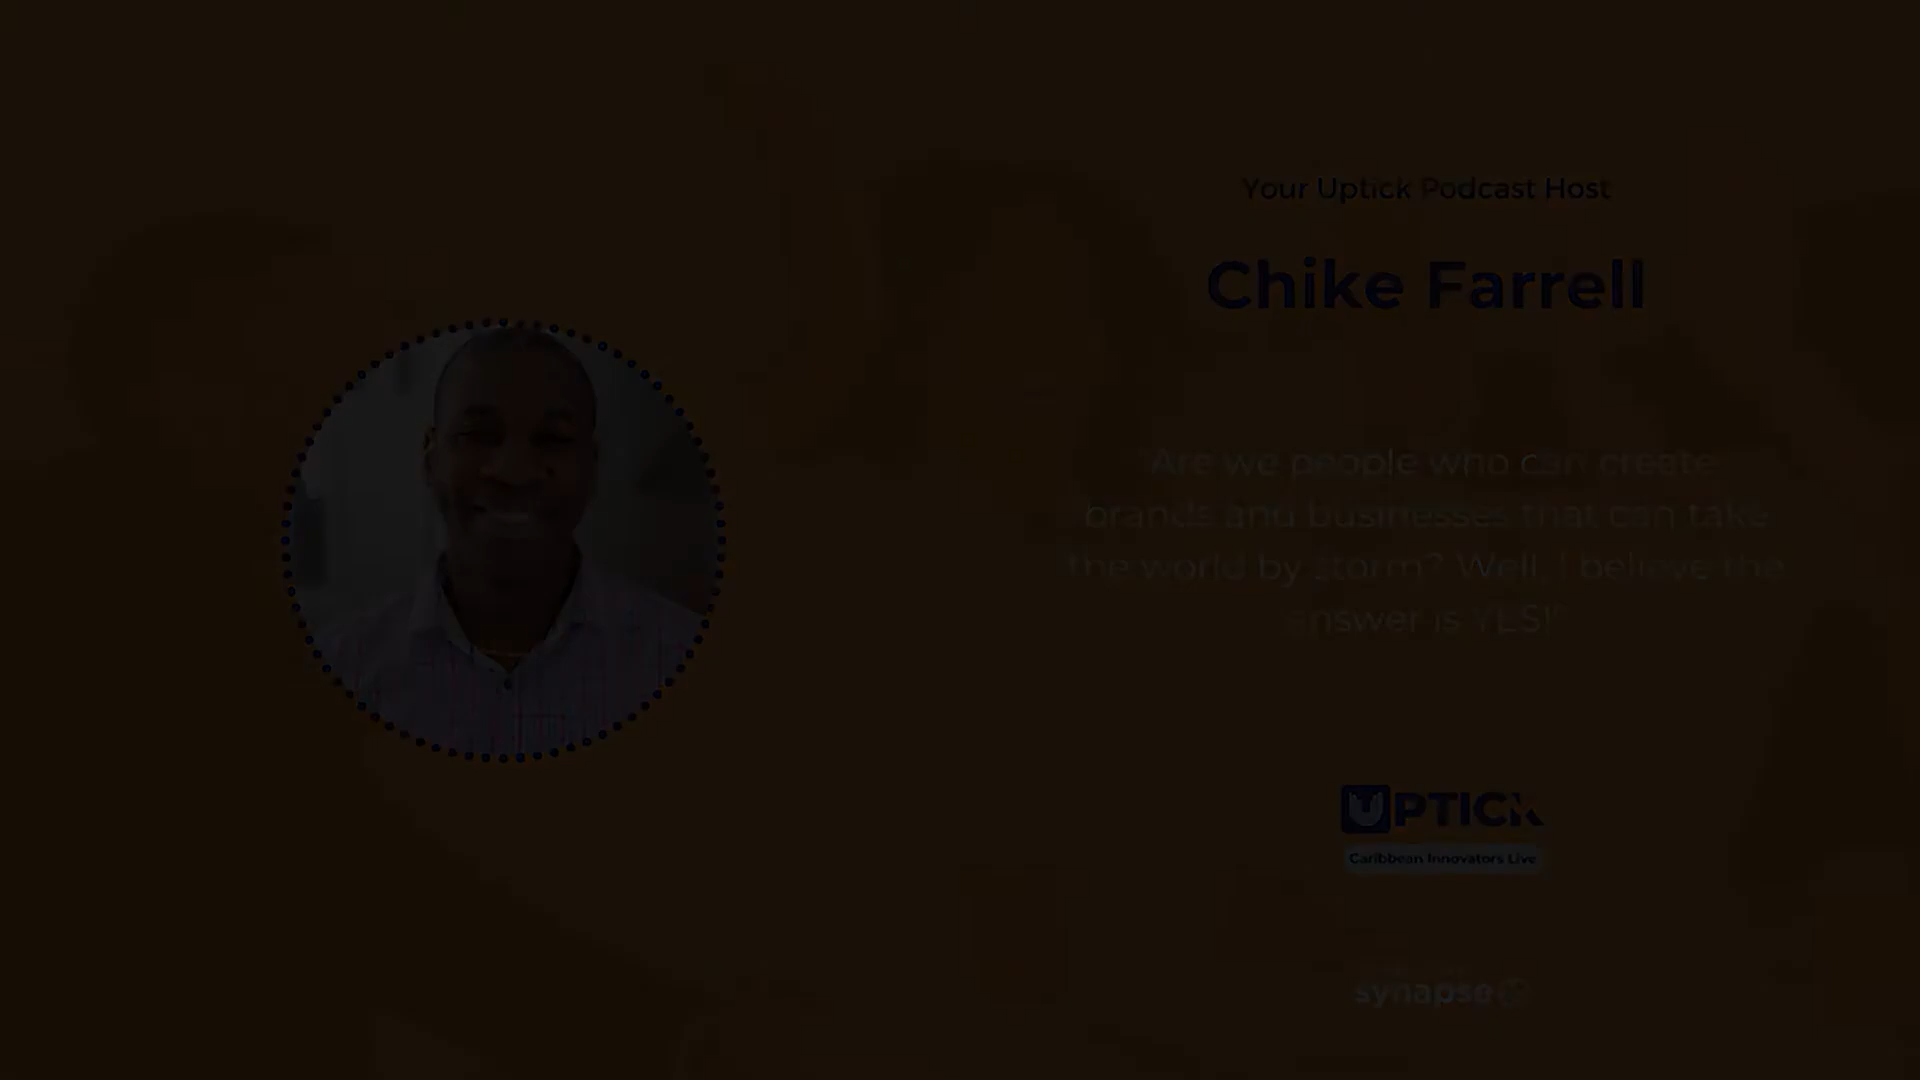 Your Uptick Podcast Host
Chike Farrell
Are we people who can create
brands and businesses that can take
the world by storm? Well, I believe the
answer is YES!"
UPTICK
Caribbean Innovators Live
synapse